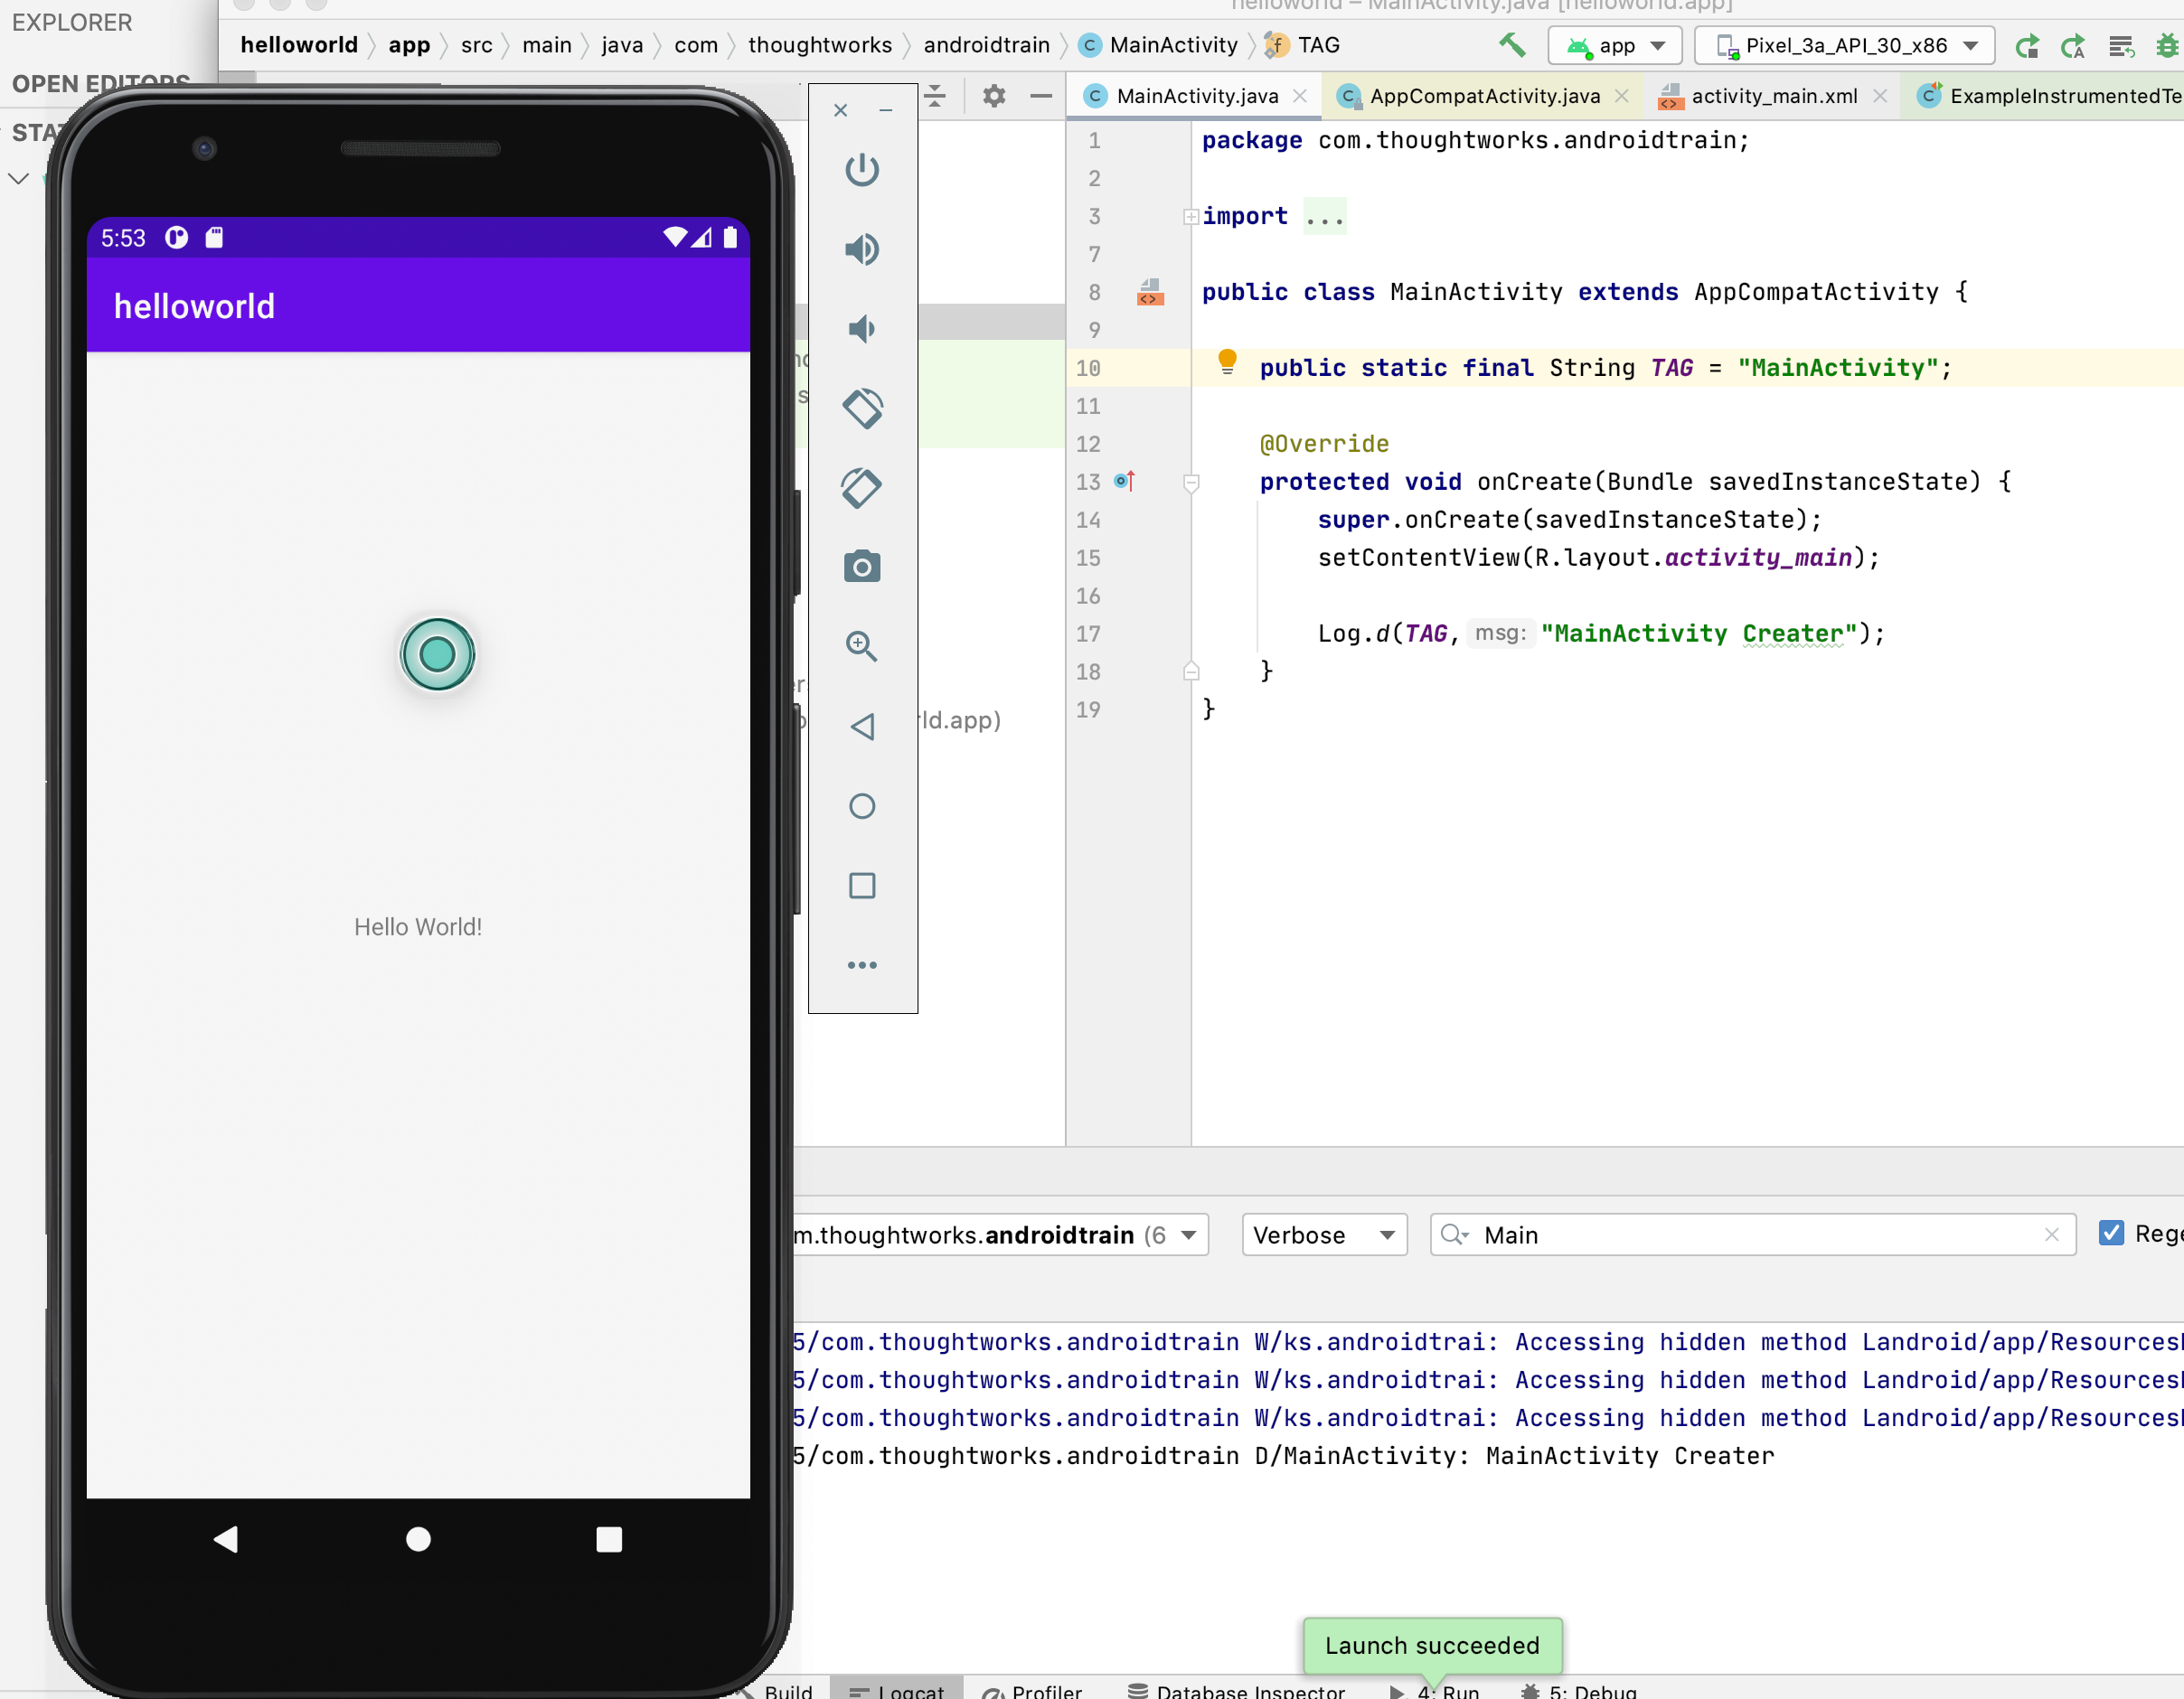 EXPLORER
OPEN EDITORS
helloworld – MainActivity.java [helloworld.app]
helloworld app src main java com thoughtworks androidtrain MainActivity TAG
app
Pixel_3a_API_30_x86
MainActivity.java
AppCompatActivity.java
activity_main.xml
5:53
helloworld
Hello World!
ld.app)
1 package com.thoughtworks.androidtrain;
2
3 import ...
7
8 public class MainActivity extends AppCompatActivity {
9
10 public static final String TAG = "MainActivity";
11
12 @Override
13 protected void onCreate(Bundle savedInstanceState) {
14 super.onCreate(savedInstanceState);
15 setContentView(R.layout.activity_main);
16
17 Log.d(TAG, msg: "MainActivity Creater");
18 }
19 }
m.thoughtworks.androidtrain (6
Verbose
Main
5/com.thoughtworks.androidtrain W/ks.androidtrai: Accessing hidden method Landroid/app/Resources
5/com.thoughtworks.androidtrain W/ks.androidtrai: Accessing hidden method Landroid/app/Resources
5/com.thoughtworks.androidtrain W/ks.androidtrai: Accessing hidden method Landroid/app/Resources
5/com.thoughtworks.androidtrain D/MainActivity: MainActivity Creater
Launch succeeded
Build
Logcat
Profiler
Database Inspector
4: Run
5: Debug